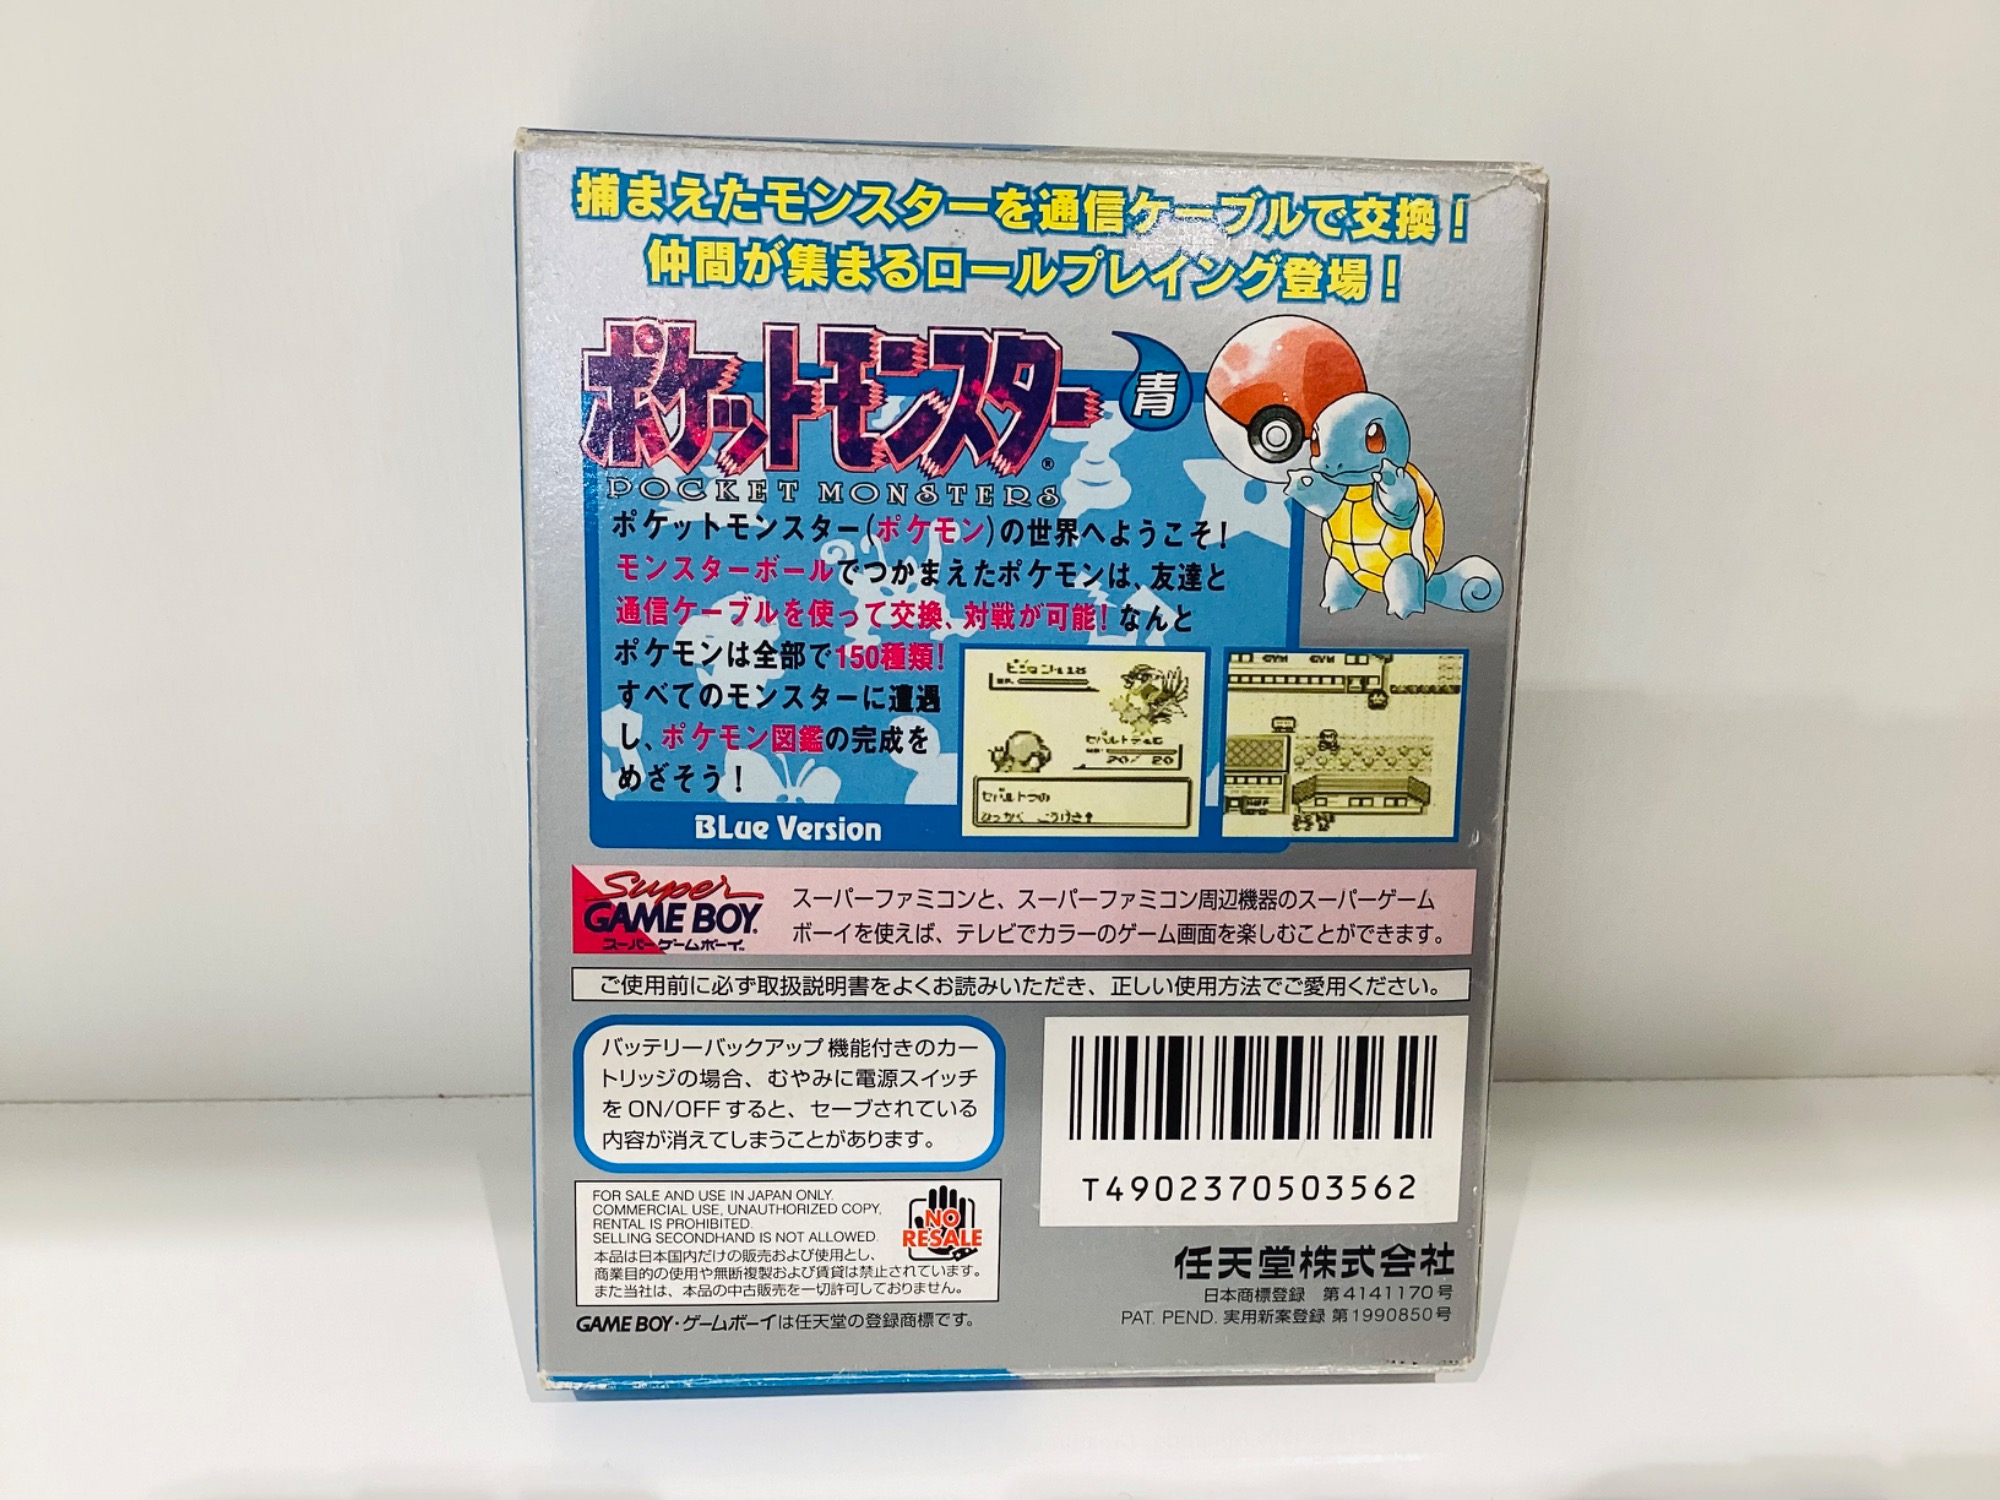 捕まえたモンスターを通信ケーブルで交換！
仲間が集まるロールプレイング登場！
ポケットモンスター 青
POCKET MONSTERS
ポケットモンスター(ポケモン)の世界へようこそ！
モンスターボールでつかまえたポケモンは、友達と
通信ケーブルを使って交換、対戦が可能！なんと
ポケモンは全部で150種類！
すべてのモンスターに遭遇
し、ポケモン図鑑の完成を
めざそう！
GYM GYM
20/ 20
BLue Version
Super
GAME BOY
スーパーゲームボーイ
スーパーファミコンと、スーパーファミコン周辺機器のスーパーゲーム
ボーイを使えば、テレビでカラーのゲーム画面を楽しむことができます。
ご使用前に必ず取扱説明書をよくお読みいただき、正しい使用方法でご愛用ください。
バッテリーバックアップ機能付きのカー
トリッジの場合、むやみに電源スイッチ
をON/OFFすると、セーブされている
内容が消えてしまうことがあります。
T4902370503562
FOR SALE AND USE IN JAPAN ONLY.
COMMERCIAL USE, UNAUTHORIZED COPY,
RENTAL IS PROHIBITED.
SELLING SECONDHAND IS NOT ALLOWED.
NO
RESALE
本品は日本国内だけの販売および使用とし、
商業目的の使用や無断複製および賃貸は禁止されています。
また当社は、本品の中古販売を一切許可しておりません。
GAME BOY・ゲームボーイは任天堂の登録商標です。
任天堂株式会社
日本商標登録 第4141170号
PAT. PEND. 実用新案登録 第1990850号